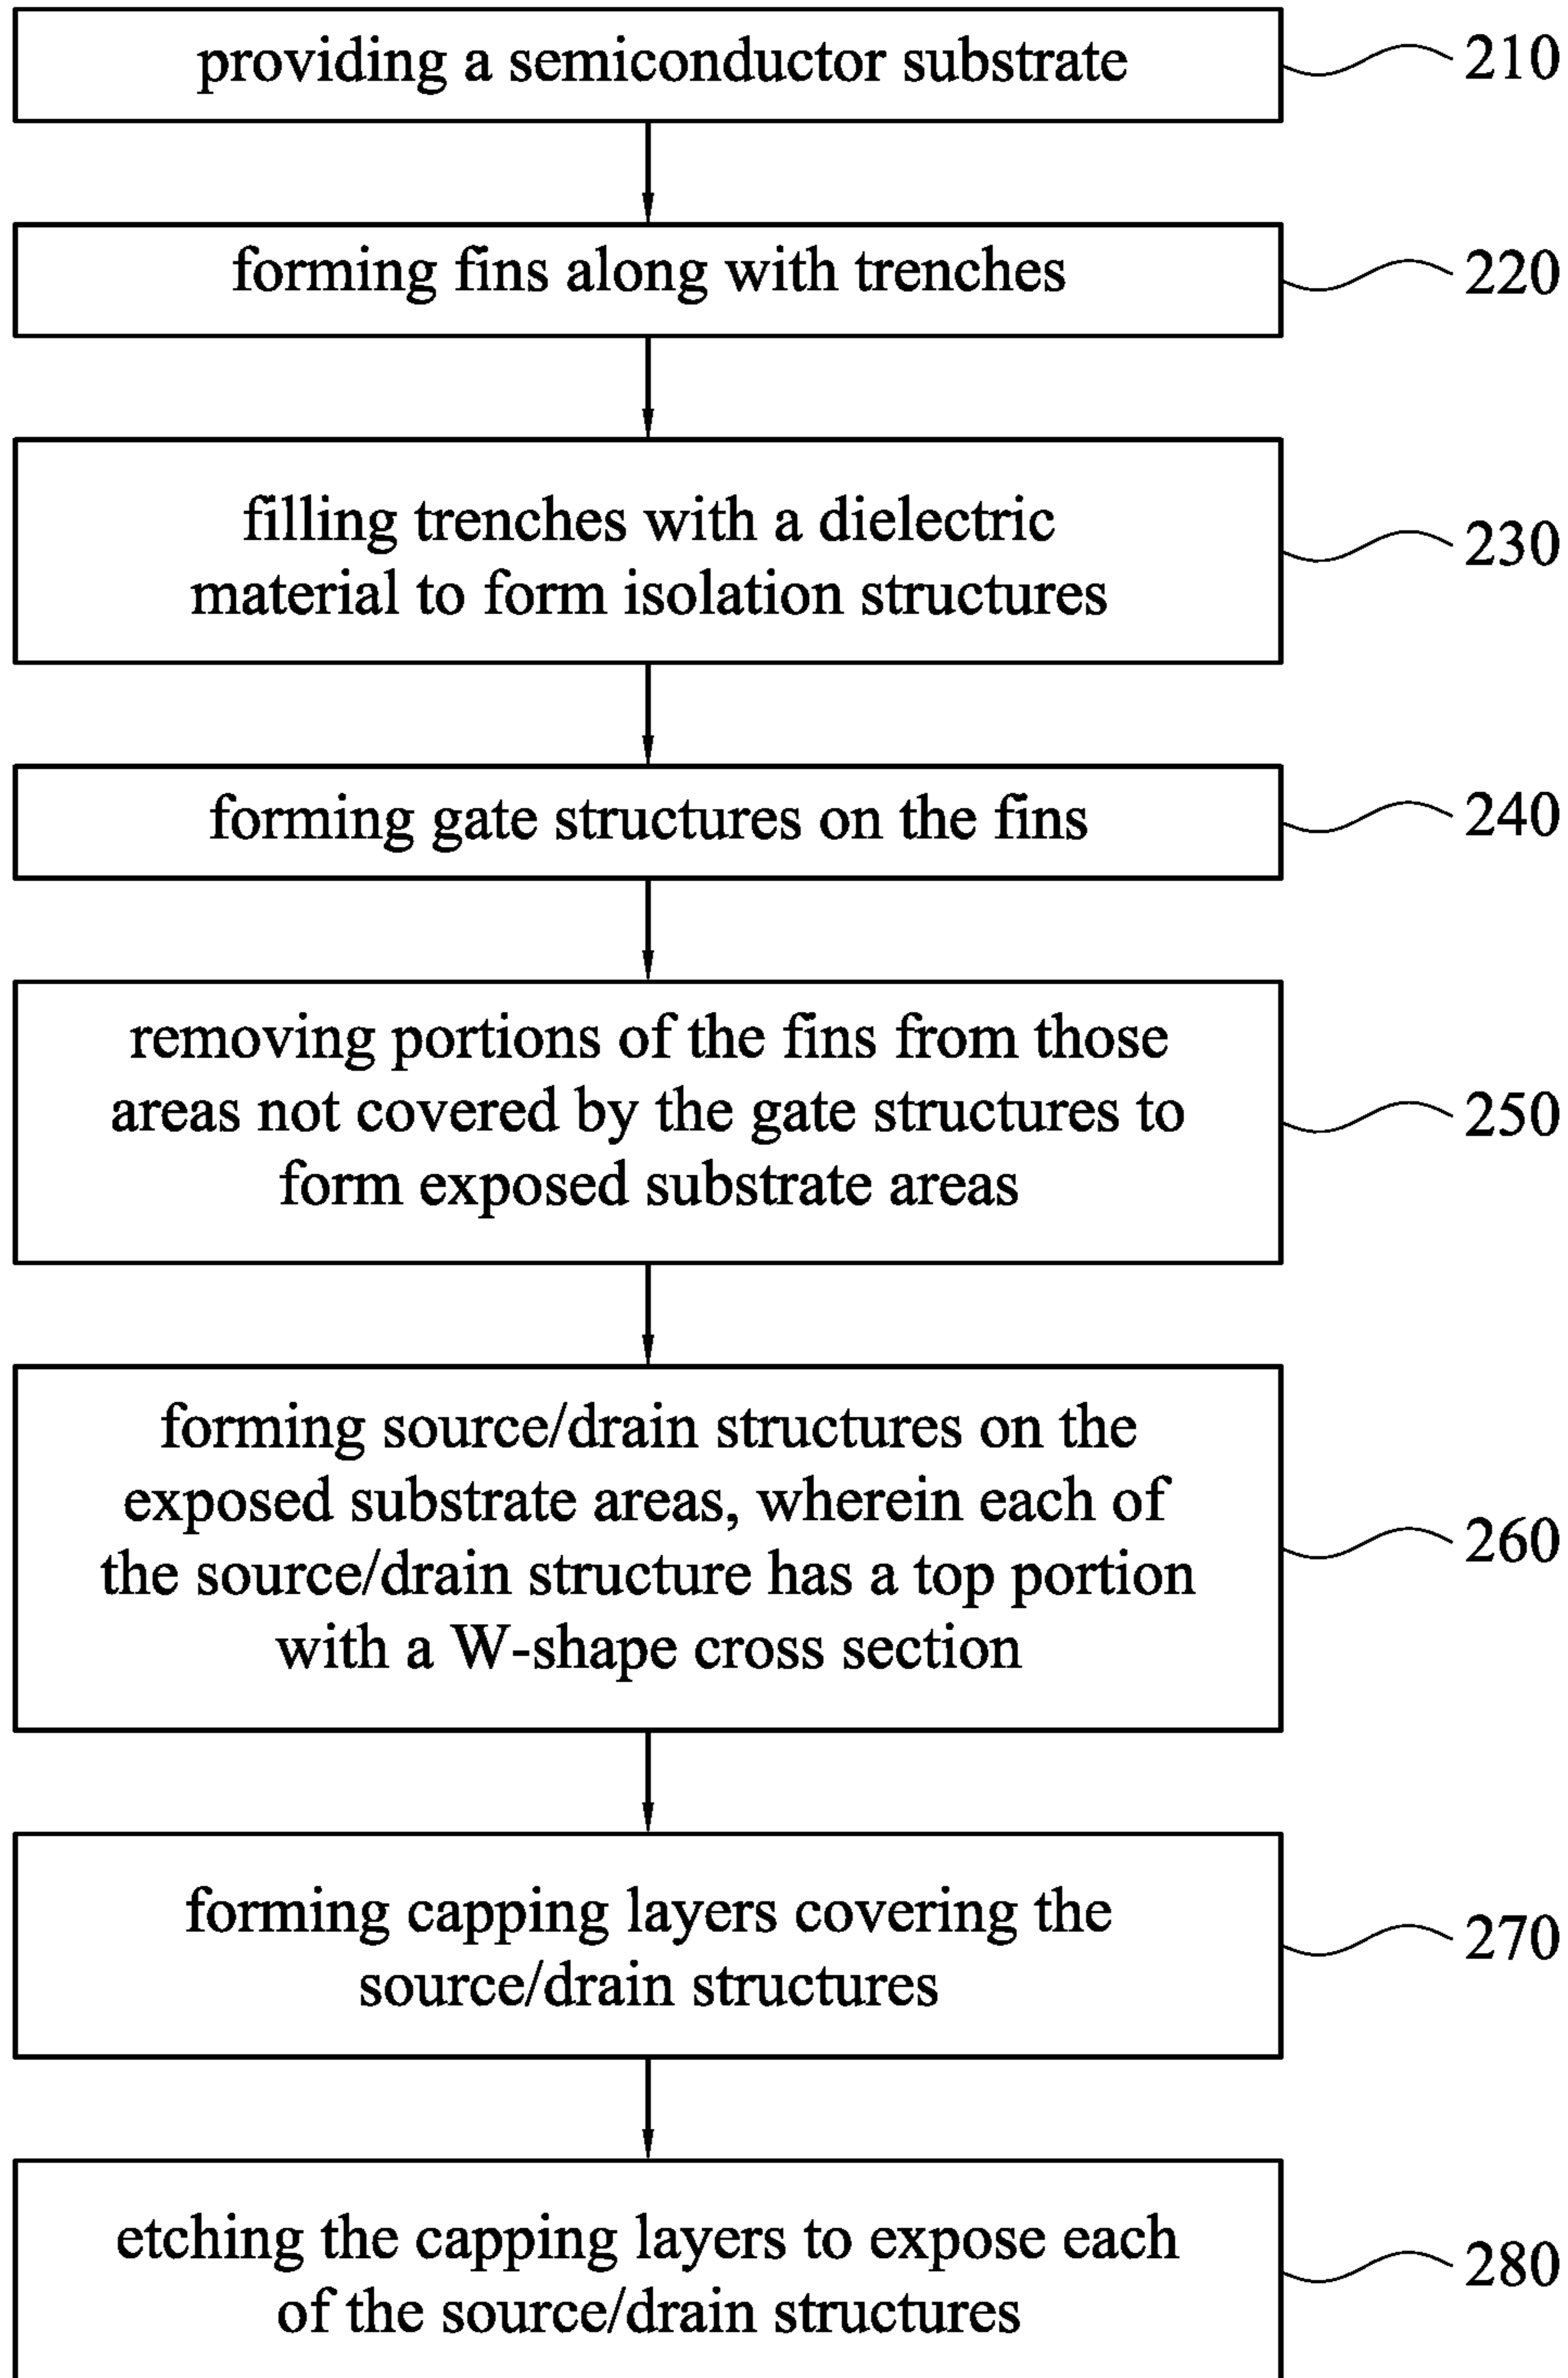 providing a semiconductor substrate
210
forming fins along with trenches
220
filling trenches with a dielectric
material to form isolation structures
230
forming gate structures on the fins
240
removing portions of the fins from those
areas not covered by the gate structures to
form exposed substrate areas
250
forming source/drain structures on the
exposed substrate areas, wherein each of
the source/drain structure has a top portion
with a W-shape cross section
260
forming capping layers covering the
source/drain structures
270
etching the capping layers to expose each
of the source/drain structures
280